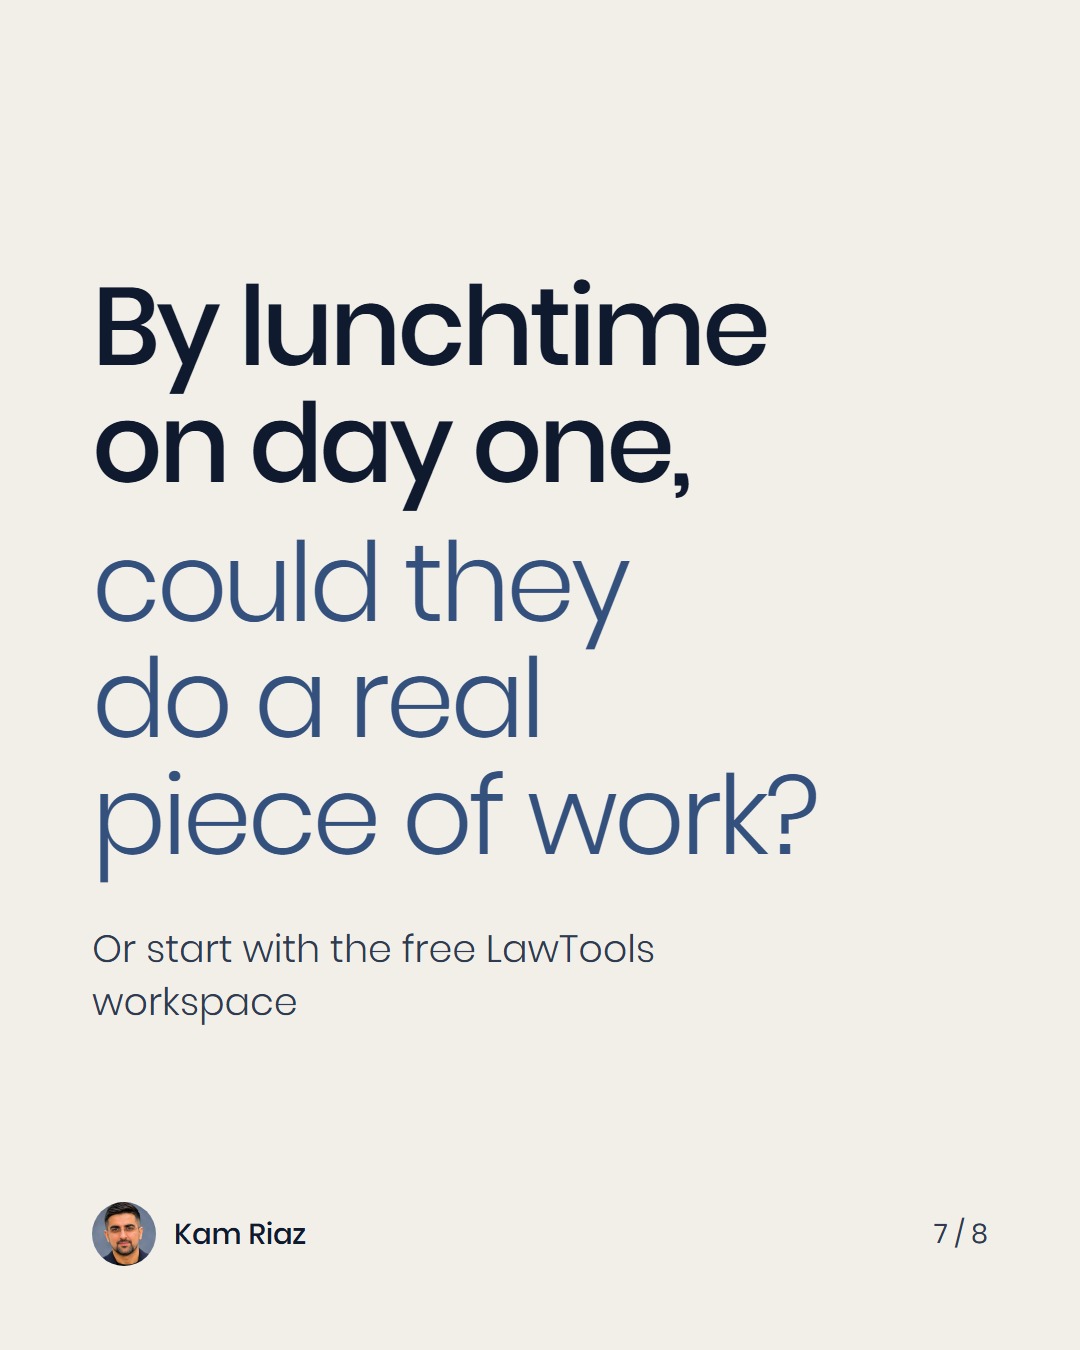 By lunchtime
on day one,
could they
do a real
piece of work?
Or start with the free LawTools
workspace
Kam Riaz
7 / 8